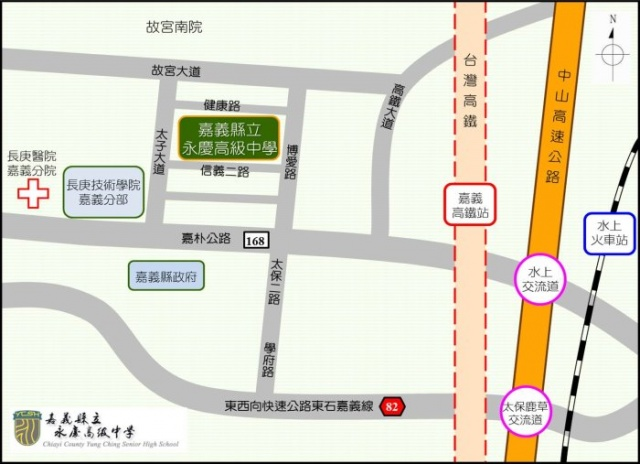 故宮南院
N
故宮大道
台灣高鐵
中山高速公路
高鐵大道
健康路
嘉義縣立
永慶高級中學
太子大道
博愛路
信義二路
長庚醫院
嘉義分院
長庚技術學院
嘉義分部
嘉義
高鐵站
水上
火車站
嘉朴公路
168
水上
交流道
嘉義縣政府
太保二路
學府路
東西向快速公路東石嘉義線
82
太保鹿草
交流道
YCSH
嘉義縣立
永慶高級中學
Chiayi County Yung Ching Senior High School